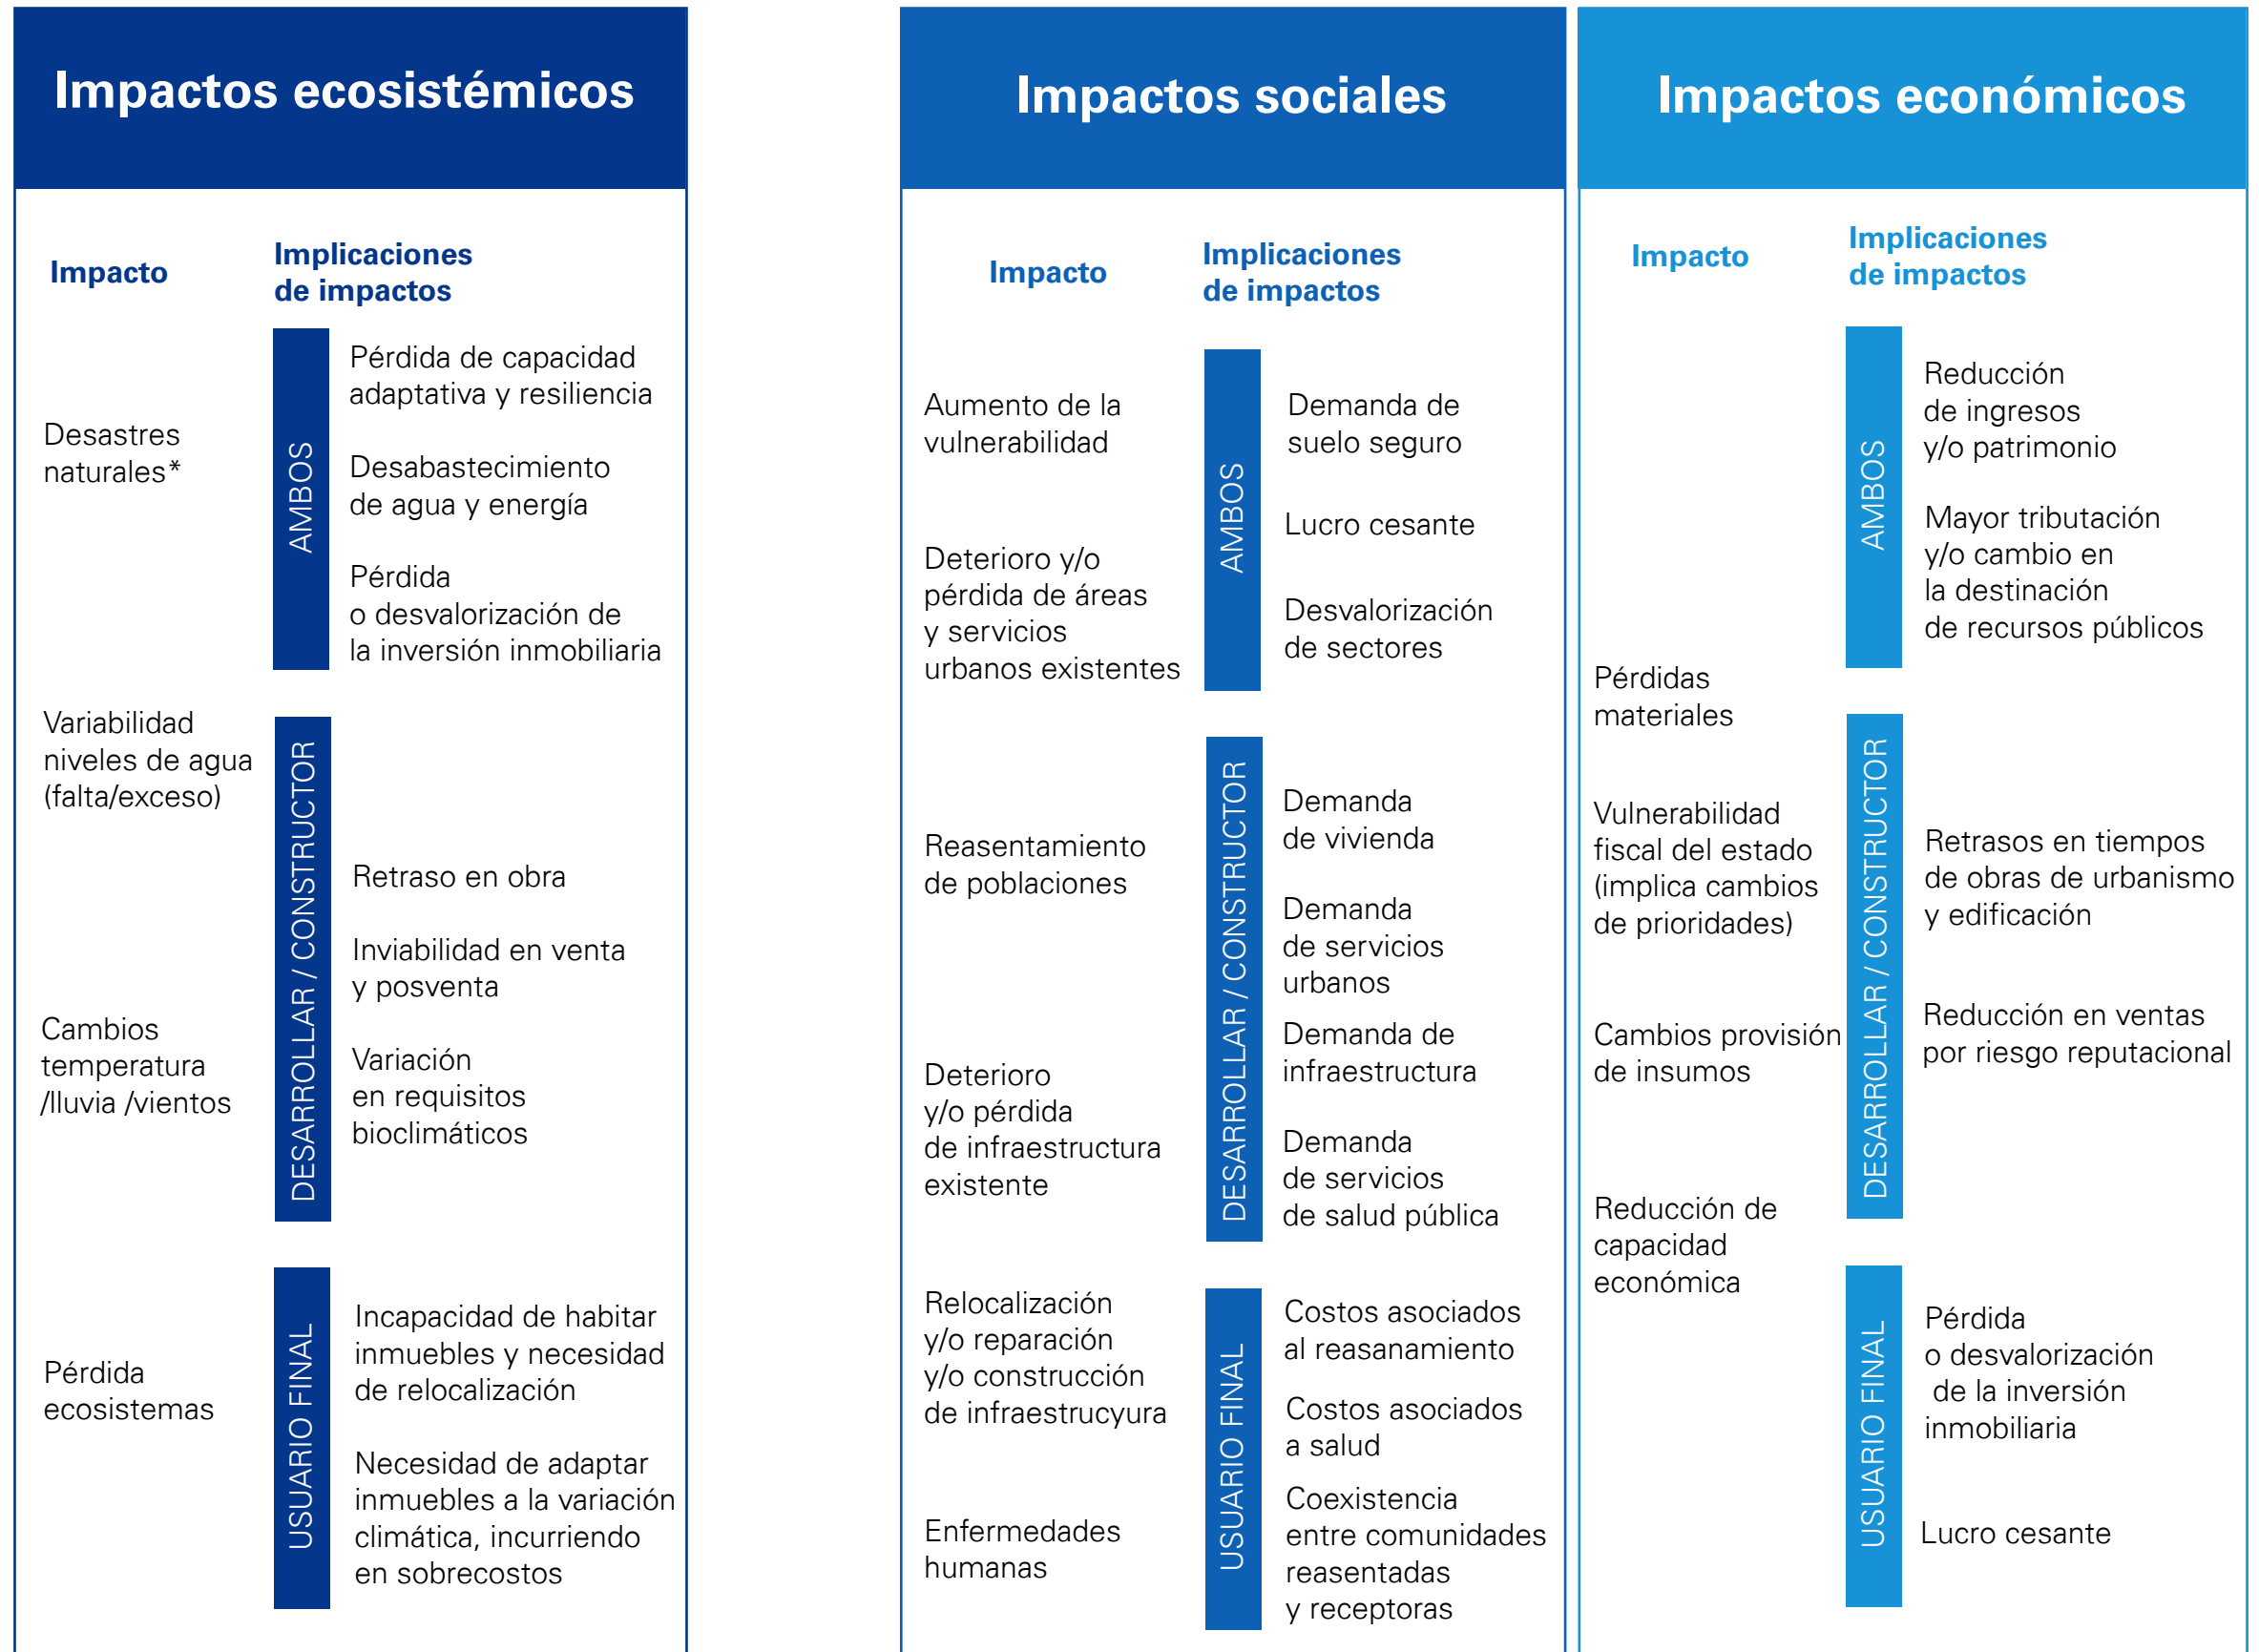 Impactos ecosistémicos
Impacto
Implicaciones
de impactos
Desastres
naturales*
Variabilidad
niveles de agua
(falta/exceso)
Cambios
temperatura
/lluvia /vientos
Pérdida
ecosistemas
AMBOS
Pérdida de capacidad
adaptativa y resiliencia
Desabastecimiento
de agua y energía
Pérdida
o desvalorización de
la inversión inmobiliaria
DESARROLLAR / CONSTRUCTOR
Retraso en obra
Inviabilidad en venta
y posventa
Variación
en requisitos
bioclimáticos
USUARIO FINAL
Incapacidad de habitar
inmuebles y necesidad
de relocalización
Necesidad de adaptar
inmuebles a la variación
climática, incurriendo
en sobrecostos
Impactos sociales
Impacto
Implicaciones
de impactos
Aumento de la
vulnerabilidad
Deterioro y/o
pérdida de áreas
y servicios
urbanos existentes
Reasentamiento
de poblaciones
Deterioro
y/o pérdida
de infraestructura
existente
Relocalización
y/o reparación
y/o construcción
de infraestrucyura
Enfermedades
humanas
AMBOS
Demanda de
suelo seguro
Lucro cesante
Desvalorización
de sectores
DESARROLLAR / CONSTRUCTOR
Demanda
de vivienda
Demanda
de servicios
urbanos
Demanda de
infraestructura
Demanda
de servicios
de salud pública
USUARIO FINAL
Costos asociados
al reasanamiento
Costos asociados
a salud
Coexistencia
entre comunidades
reasentadas
y receptoras
Impactos económicos
Impacto
Implicaciones
de impactos
Pérdidas
materiales
Vulnerabilidad
fiscal del estado
(implica cambios
de prioridades)
Cambios provisión
de insumos
Reducción de
capacidad
económica
AMBOS
Reducción
de ingresos
y/o patrimonio
Mayor tributación
y/o cambio en
la destinación
de recursos públicos
DESARROLLAR / CONSTRUCTOR
Retrasos en tiempos
de obras de urbanismo
y edificación
Reducción en ventas
por riesgo reputacional
USUARIO FINAL
Pérdida
o desvalorización
de la inversión
inmobiliaria
Lucro cesante